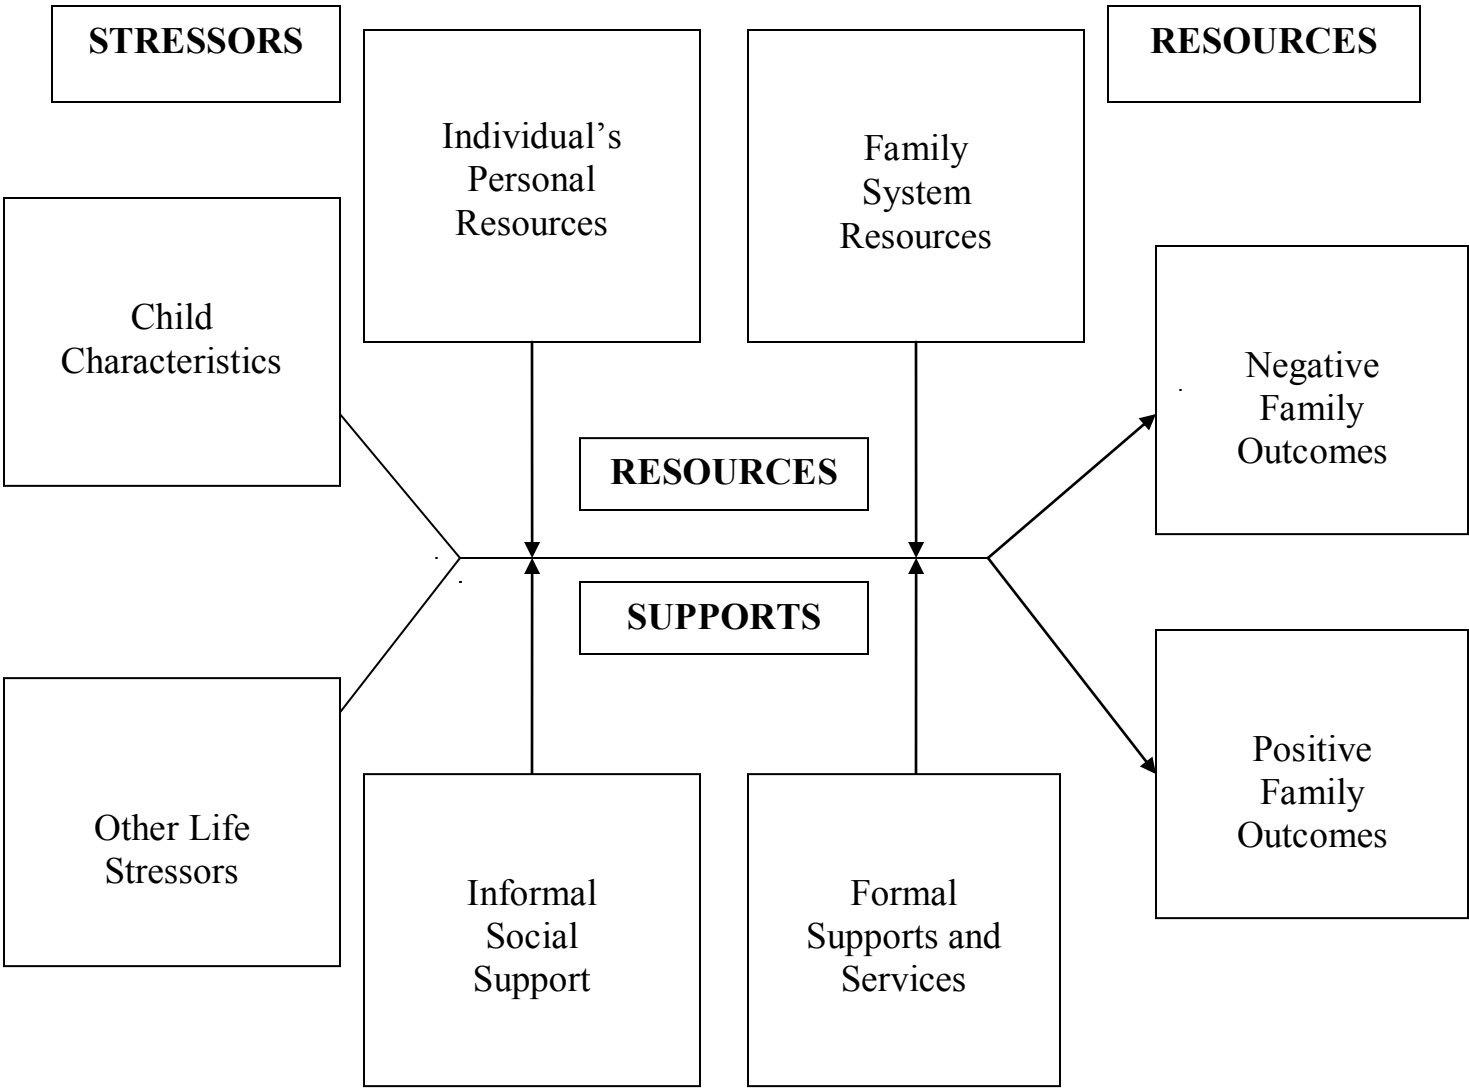 STRESSORS
RESOURCES
Individual’s
Personal
Resources
Family
System
Resources
Child
Characteristics
Negative
Family
Outcomes
RESOURCES
SUPPORTS
Other Life
Stressors
Informal
Social
Support
Formal
Supports and
Services
Positive
Family
Outcomes